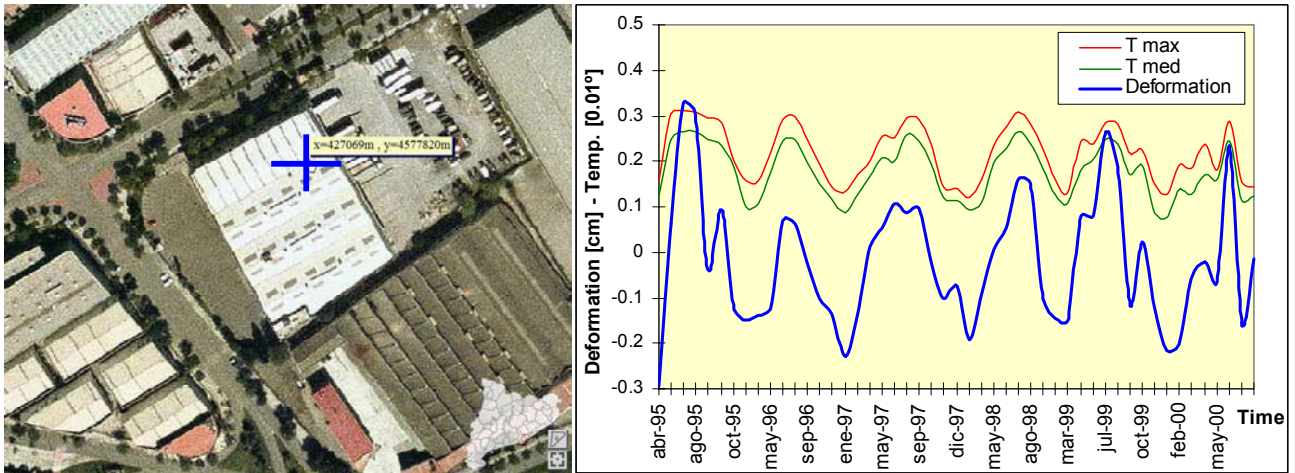 x=427069m , y=4577820m
Deformation [cm] - Temp. [0.01º]
0.5
0.4
0.3
0.2
0.1
0
-0.1
-0.2
-0.3
T max
T med
Deformation
abr-95
ago-95
oct-95
may-96
sep-96
ene-97
may-97
sep-97
dic-97
may-98
ago-98
mar-99
jul-99
oct-99
feb-00
may-00
Time